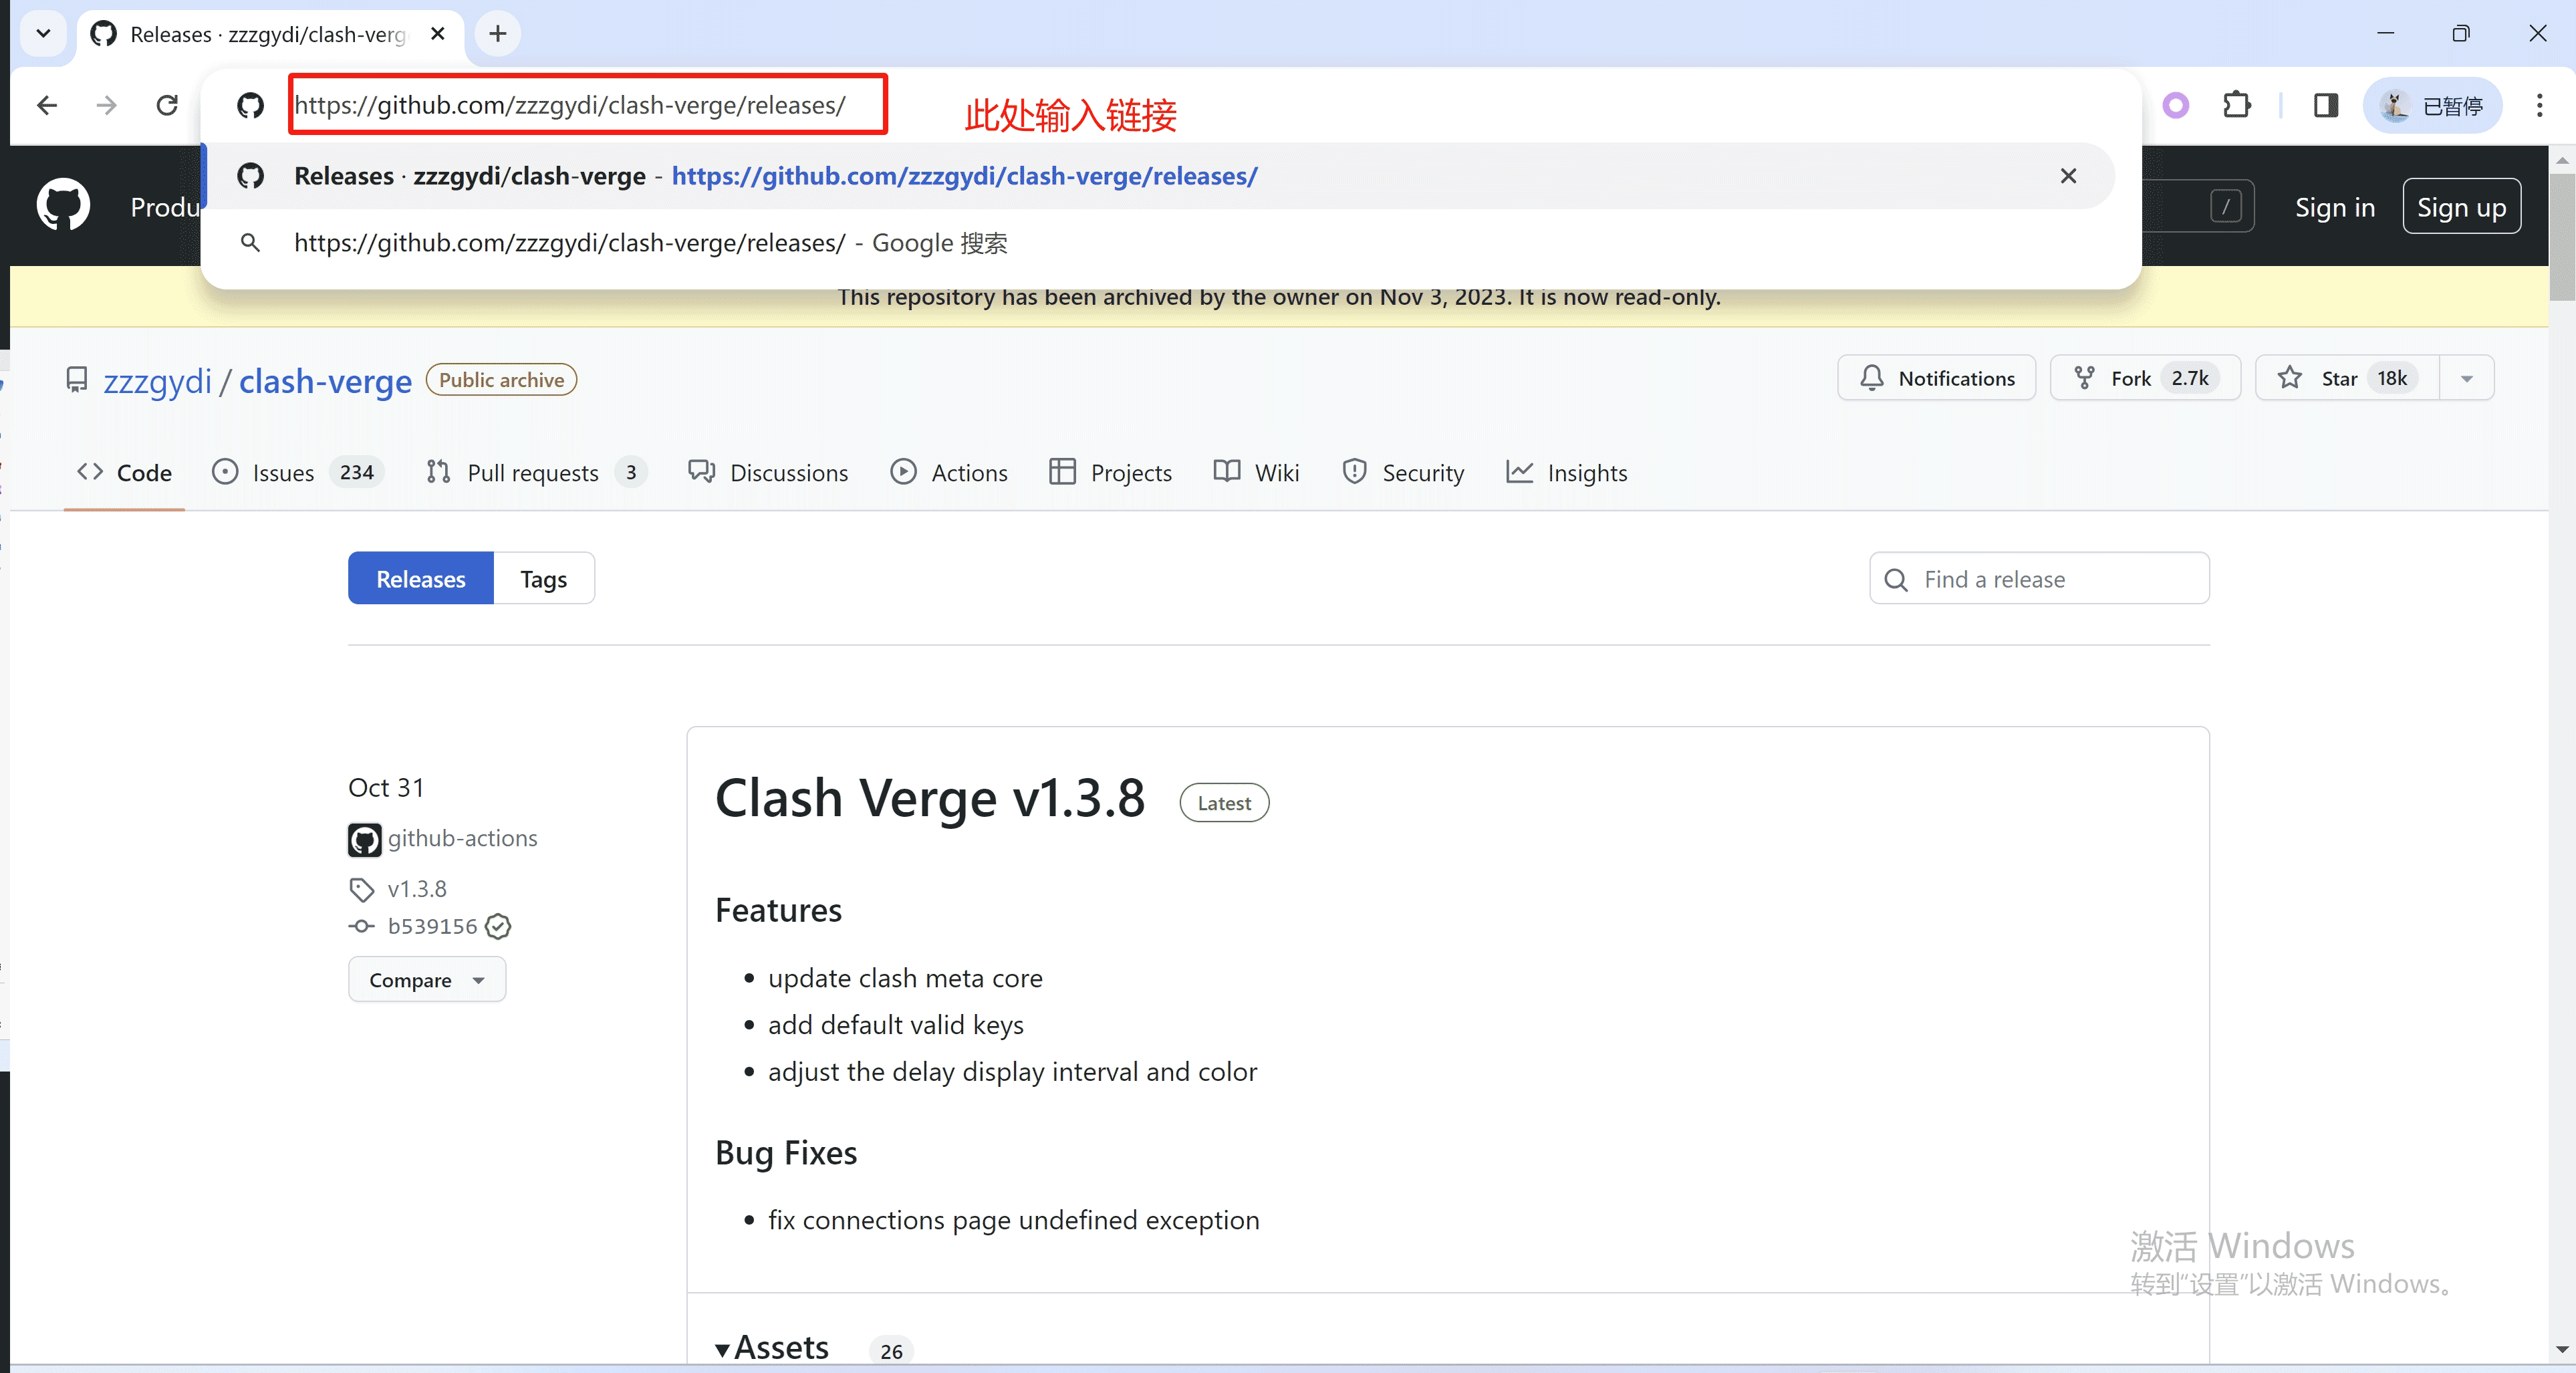 Releases · zzzgydi/clash-verg
https://github.com/zzzgydi/clash-verge/releases/
此处输入链接
已暂停
Releases · zzzgydi/clash-verge - https://github.com/zzzgydi/clash-verge/releases/
https://github.com/zzzgydi/clash-verge/releases/ - Google 搜索
Produ
/
Sign in
Sign up
This repository has been archived by the owner on Nov 3, 2023. It is now read-only.
zzzgydi / clash-verge Public archive
Notifications
Fork 2.7k
Star 18k
Code
Issues 234
Pull requests 3
Discussions
Actions
Projects
Wiki
Security
Insights
Releases
Tags
Find a release
Oct 31
github-actions
v1.3.8
b539156
Compare
Clash Verge v1.3.8 Latest
Features
• update clash meta core
• add default valid keys
• adjust the delay display interval and color
Bug Fixes
• fix connections page undefined exception
Assets 26
激活 Windows
转到“设置”以激活 Windows。